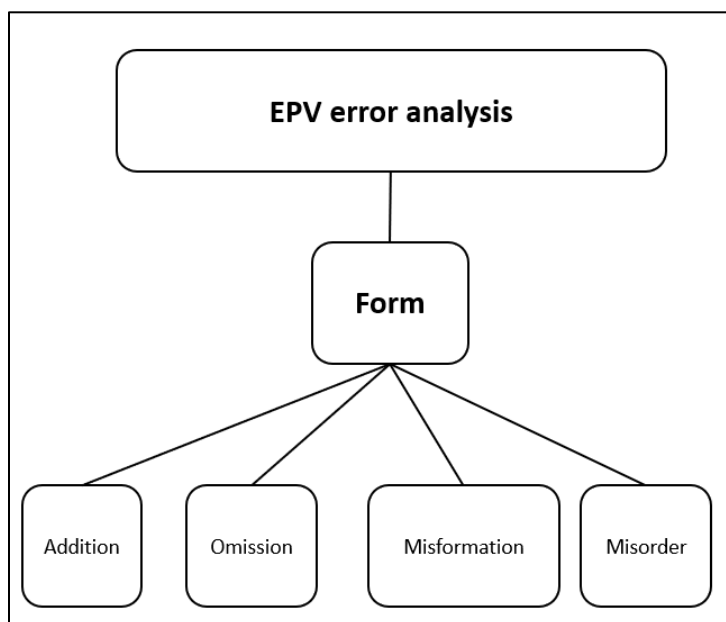 EPV error analysis
Form
Addition
Omission
Misformation
Misorder